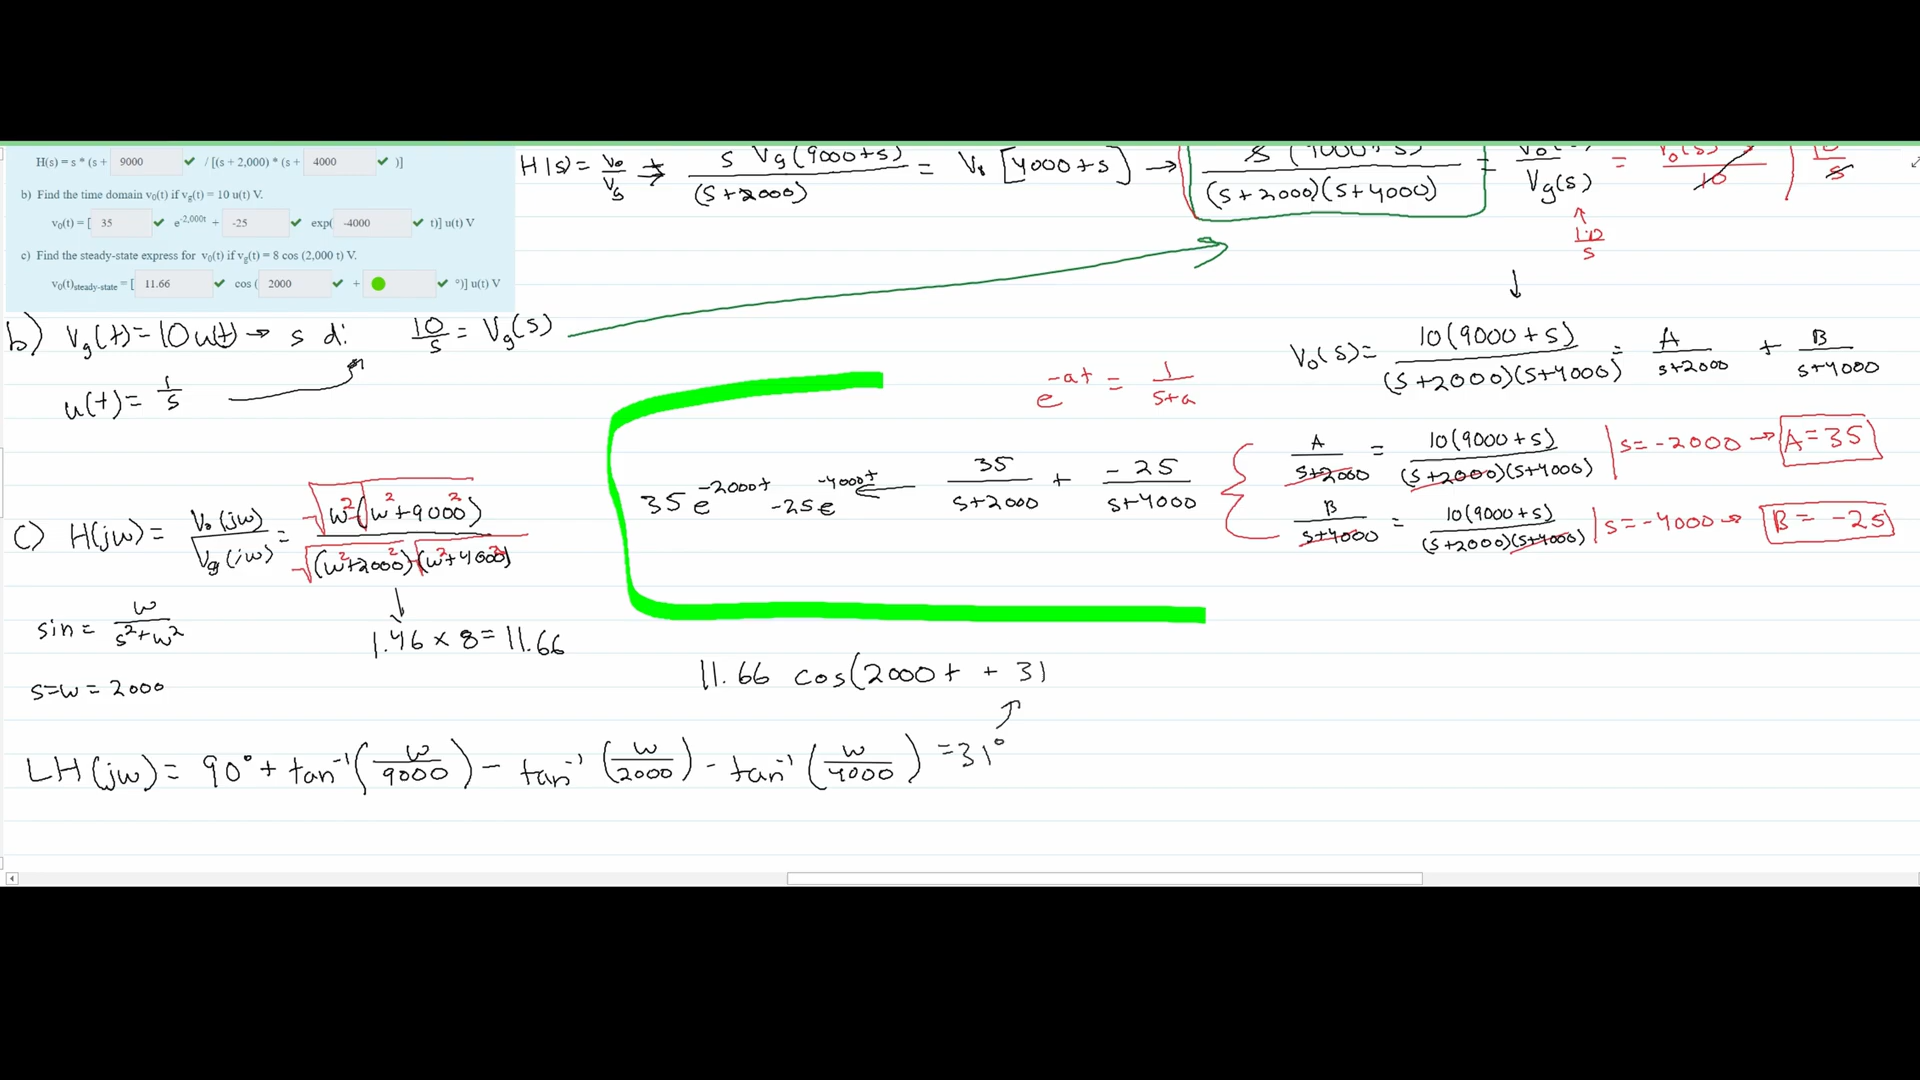 H(s) = s * (s + 9000 / [(s + 2,000) * (s + 4000 )]
b) Find the time domain v0(t) if vg(t) = 10 u(t) V.
v0(t) = [ 35 e-2,000t + -25 exp( -4000 t)] u(t) V
c) Find the steady-state express for v0(t) if vg(t) = 8 cos (2,000 t) V.
v0(t)steady-state = [ 11.66 cos ( 2000 + °)] u(t) V
H(s) = Vo/Vg → s Vg(9000+s)/(s+2000) = Vo [4000+s] → /(s+2000)(s+4000) = /Vg(s) = Vo(s)/10 | 10/s
b) Vg(t) = 10u(t) → s di 10/s = Vg(s)
u(t) = 1/s
Vo(s) = 10(9000+s)/(s+2000)(s+4000) = A/s+2000 + B/s+4000
e^-at = 1/s+a
A/s+2000 = 10(9000+s)/(s+2000)(s+4000) | s=-2000 → A=35
35e^-2000t -25e^-4000t ← 35/s+2000 + -25/s+4000
B/s+4000 = 10(9000+s)/(s+2000)(s+4000) | s=-4000 → B = -25
c) H(jw) = Vo(jw)/Vg(jw) = √w²√(w²+9000²)/√(w²+2000²)√(w²+4000²)
sin = w/s²+w²
1.46 × 8 = 11.66
11.66 cos(2000t + 31
s=w = 2000
LH(jw) = 90° + tan⁻¹(w/9000) − tan⁻¹(w/2000) − tan⁻¹(w/4000) = 31°